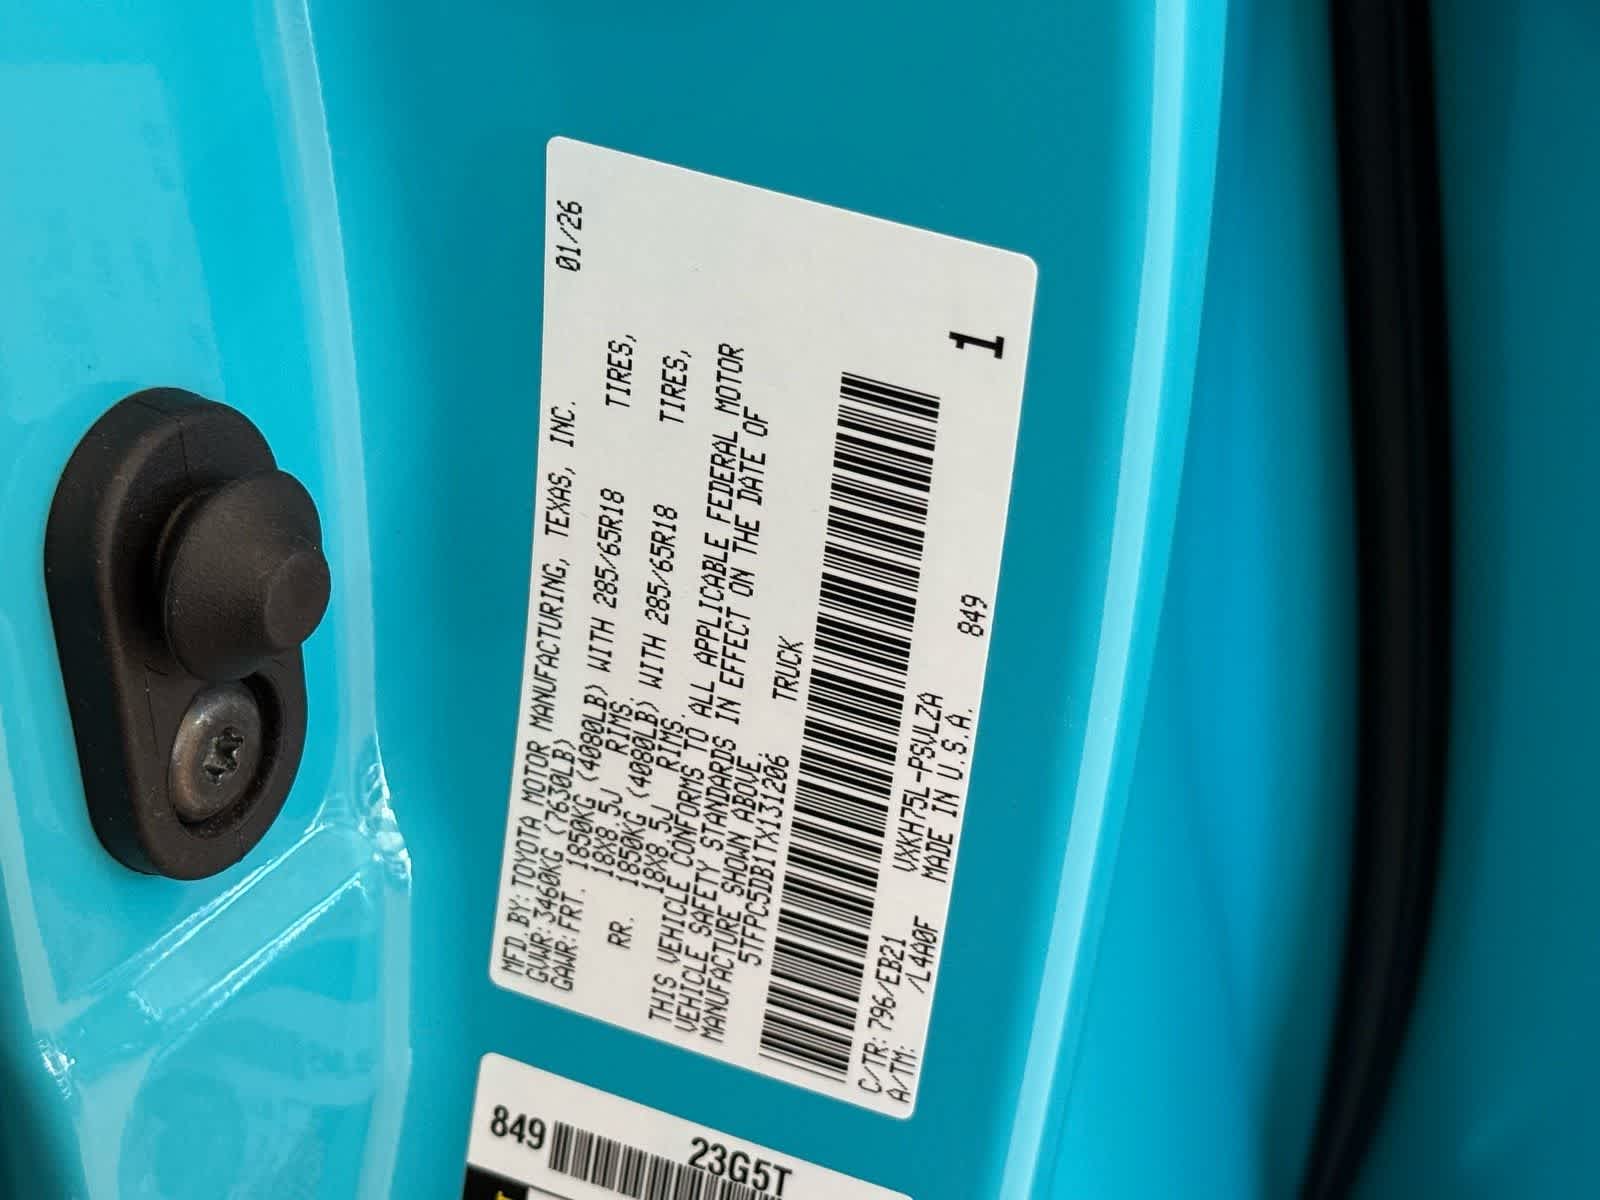 MFD.BY: TOYOTA MOTOR MANUFACTURING, TEXAS, INC. 01/26
GVWR: 3460KG (7630LB)
GAWR: FRT. 1850KG (4080LB) WITH 285/65R18 TIRES,
18X8.5J RIMS.
RR. 1850KG (4080LB) WITH 285/65R18 TIRES,
18X8.5J RIMS.
THIS VEHICLE CONFORMS TO ALL APPLICABLE FEDERAL MOTOR
VEHICLE SAFETY STANDARDS IN EFFECT ON THE DATE OF
MANUFACTURE SHOWN ABOVE.
5TFPC5DB1TX131206 TRUCK
1
C/TR: 796/EB21 VXKH75L-PSVLZA 849
A/TM: /L4A0F MADE IN U.S.A.
849 23G5T